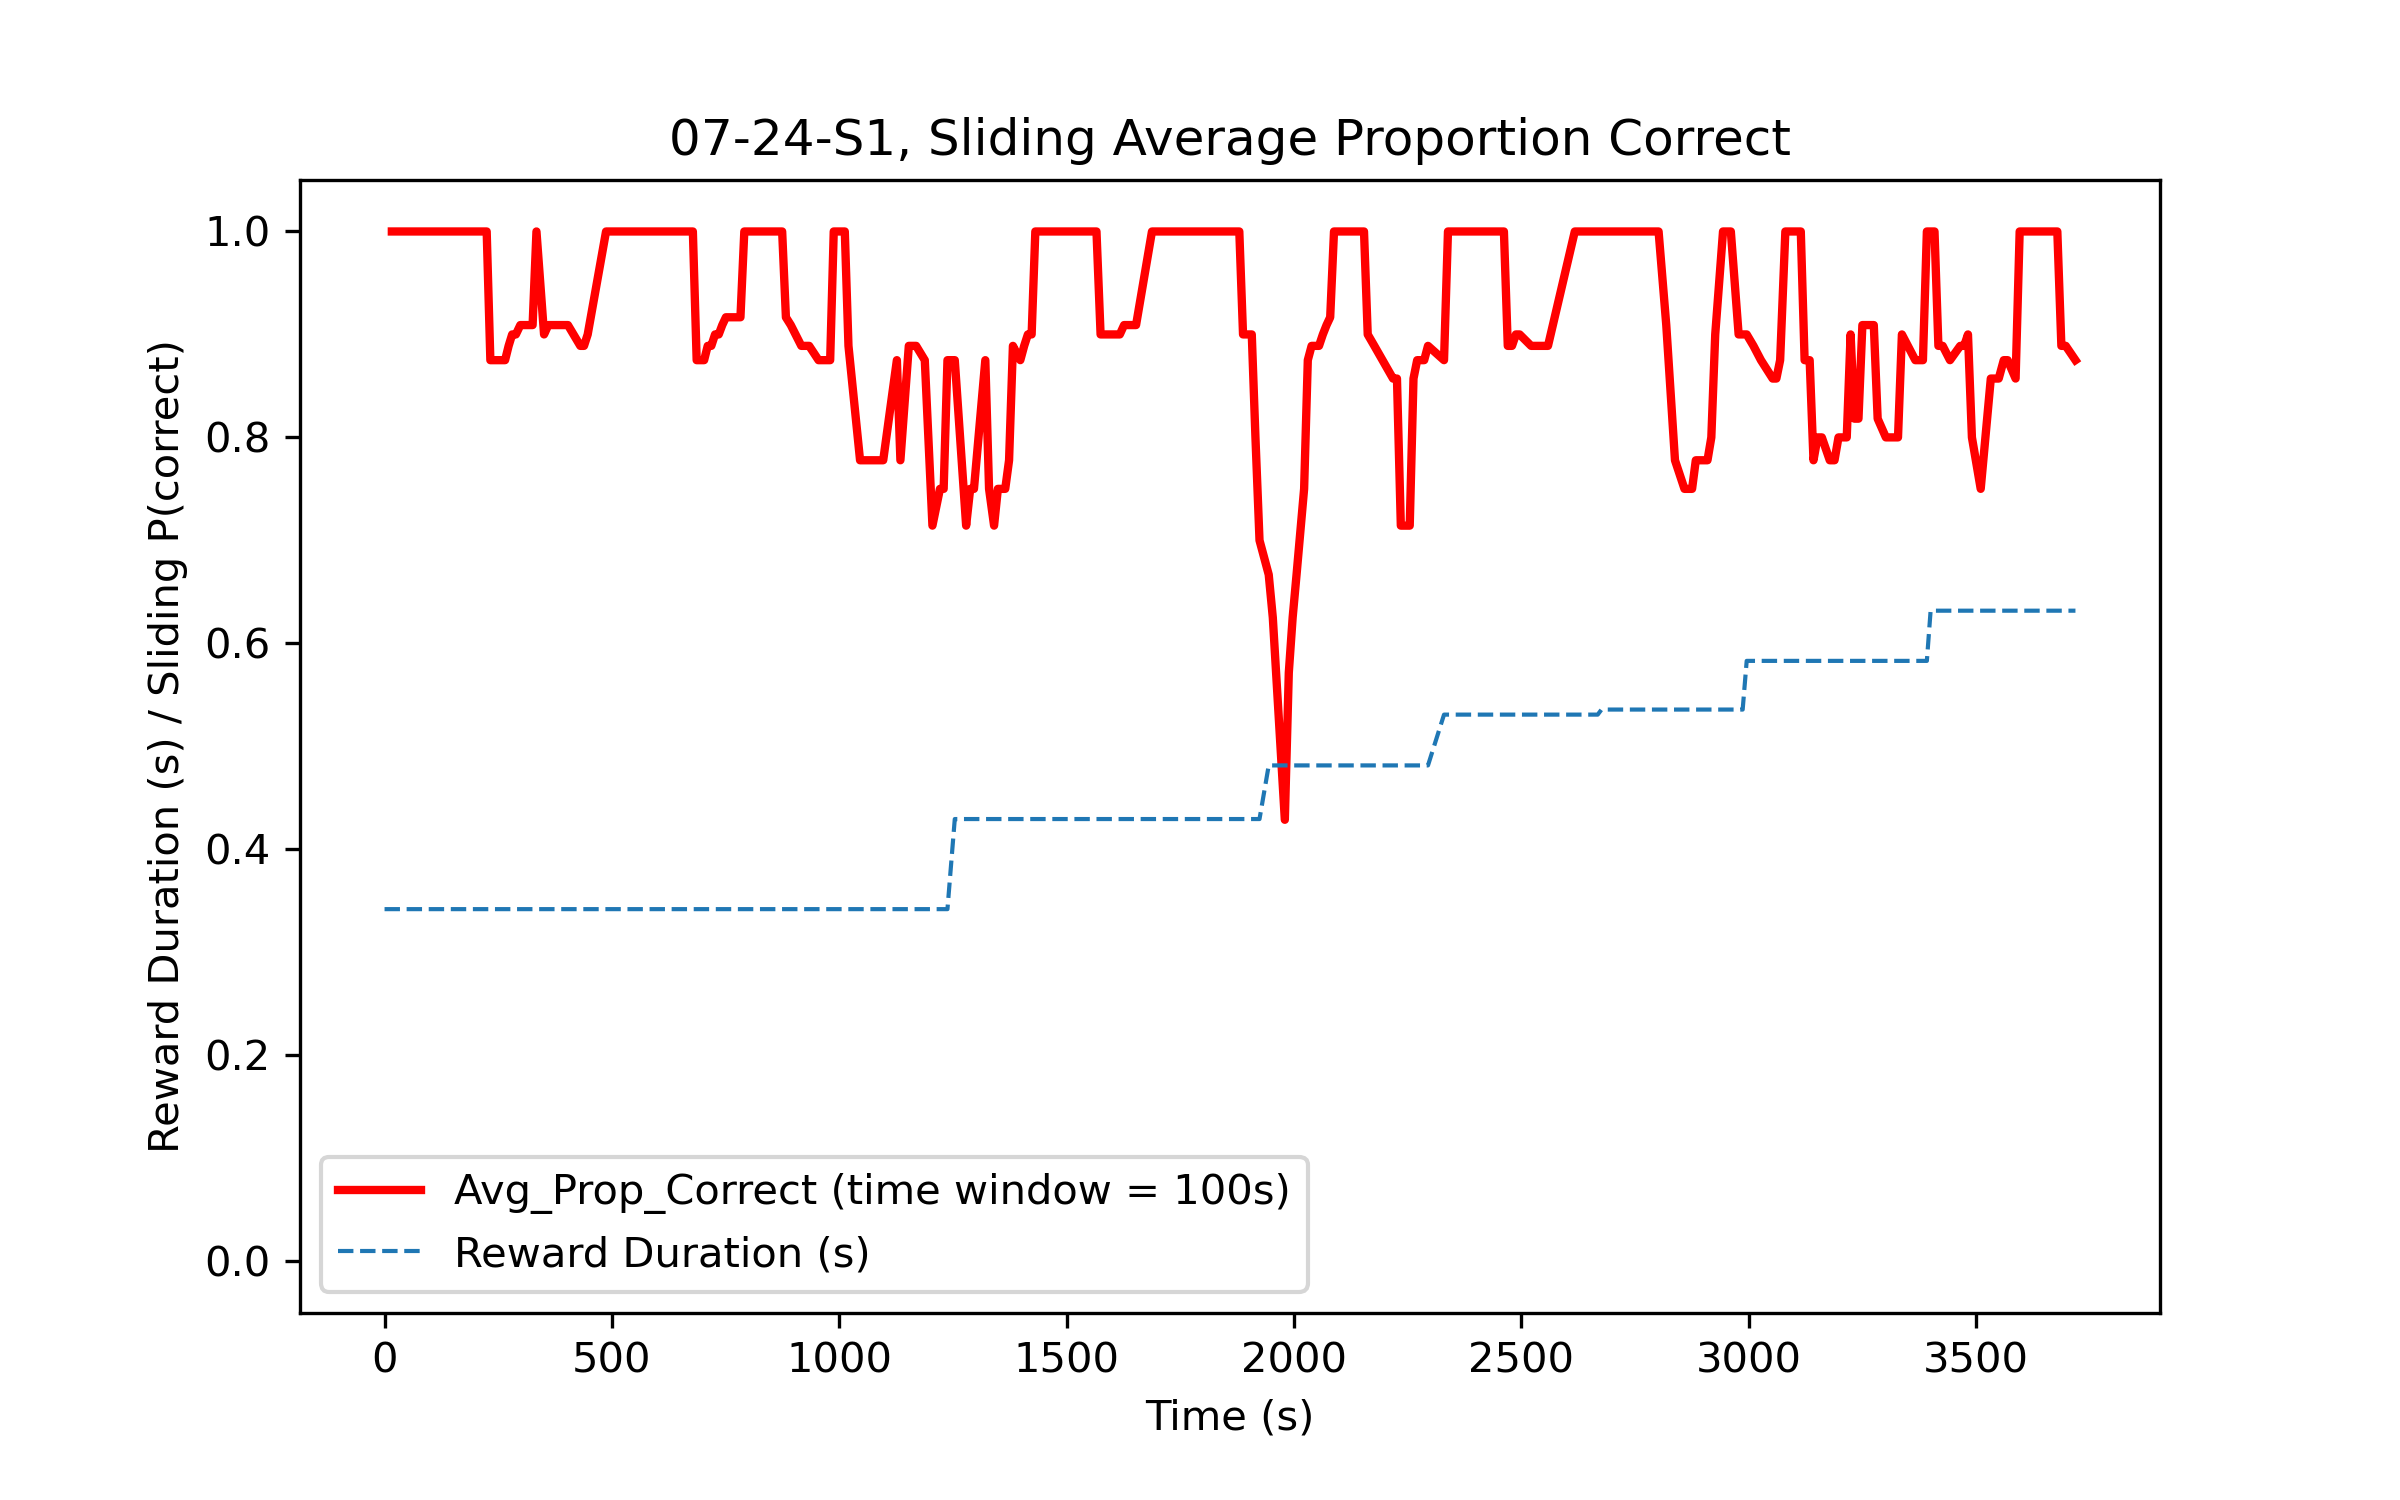 07-24-S1, Sliding Average Proportion Correct
Reward Duration (s) / Sliding P(correct)
1.0
0.8
0.6
0.4
0.2
0.0
Avg_Prop_Correct (time window = 100s)
Reward Duration (s)
0 500 1000 1500 2000 2500 3000 3500
Time (s)